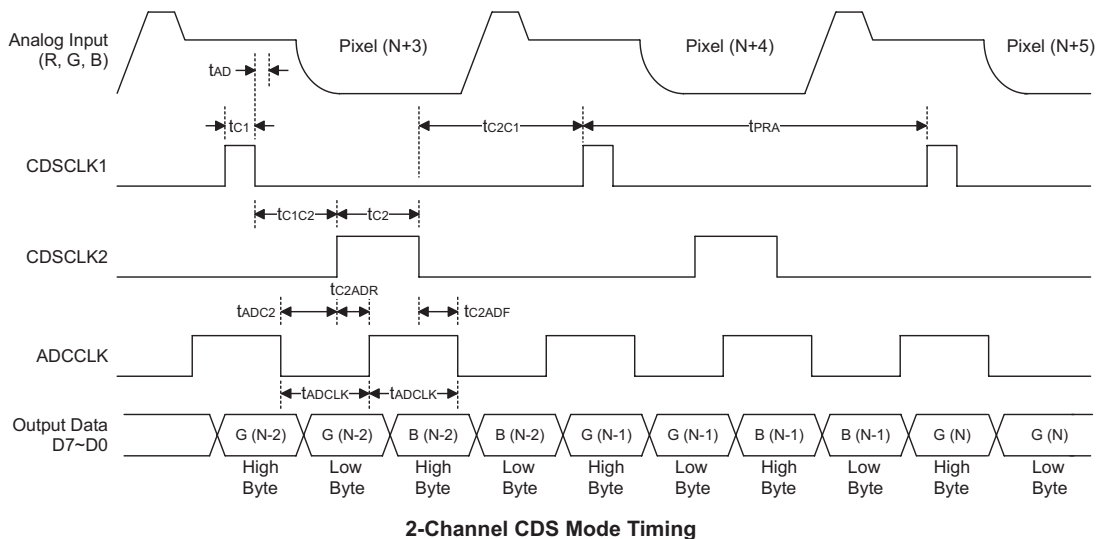 Analog Input
(R, G, B)
Pixel (N+3)
Pixel (N+4)
Pixel (N+5)
tAD
tC1
tC2C1
tPRA
CDSCLK1
tC1C2
tC2
CDSCLK2
tADC2
tC2ADR
tC2ADF
ADCCLK
tADCLK
tADCLK
Output Data
D7~D0
G (N-2)
G (N-2)
B (N-2)
B (N-2)
G (N-1)
G (N-1)
B (N-1)
B (N-1)
G (N)
G (N)
High
Byte
Low
Byte
High
Byte
Low
Byte
High
Byte
Low
Byte
High
Byte
Low
Byte
High
Byte
Low
Byte
2-Channel CDS Mode Timing